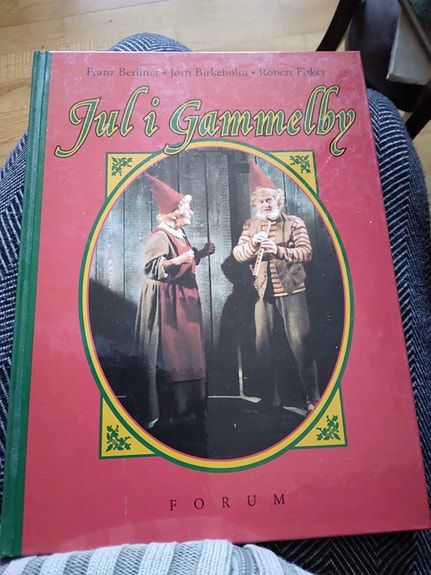 Franz Berliner · Jørn Birkeholm · Robert Fisker
Jul i Gammelby
FORUM